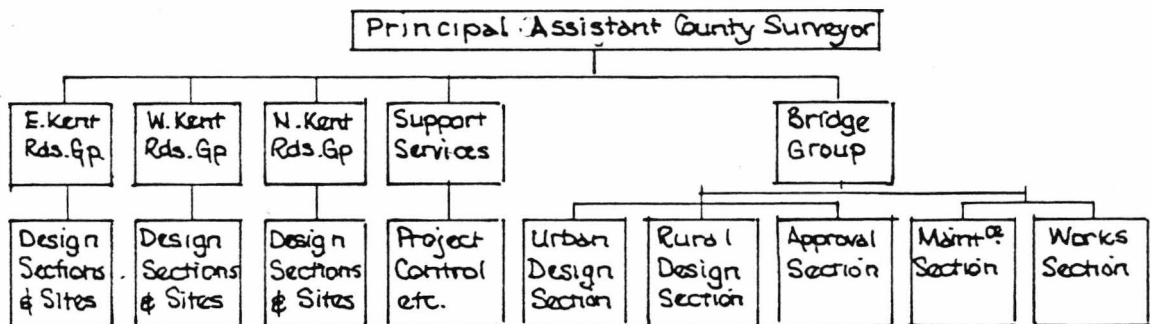 Principal Assistant County Surveyor
E. Kent
Rds. Gp
W. Kent
Rds. Gp
N. Kent
Rds. Gp
Support
Services
Bridge
Group
Design
Sections
& Sites
Design
Sections
& Sites
Design
Sections
& Sites
Project
Control
etc.
Urban
Design
Section
Rural
Design
Section
Approval
Section
Maint.ce
Section
Works
Section